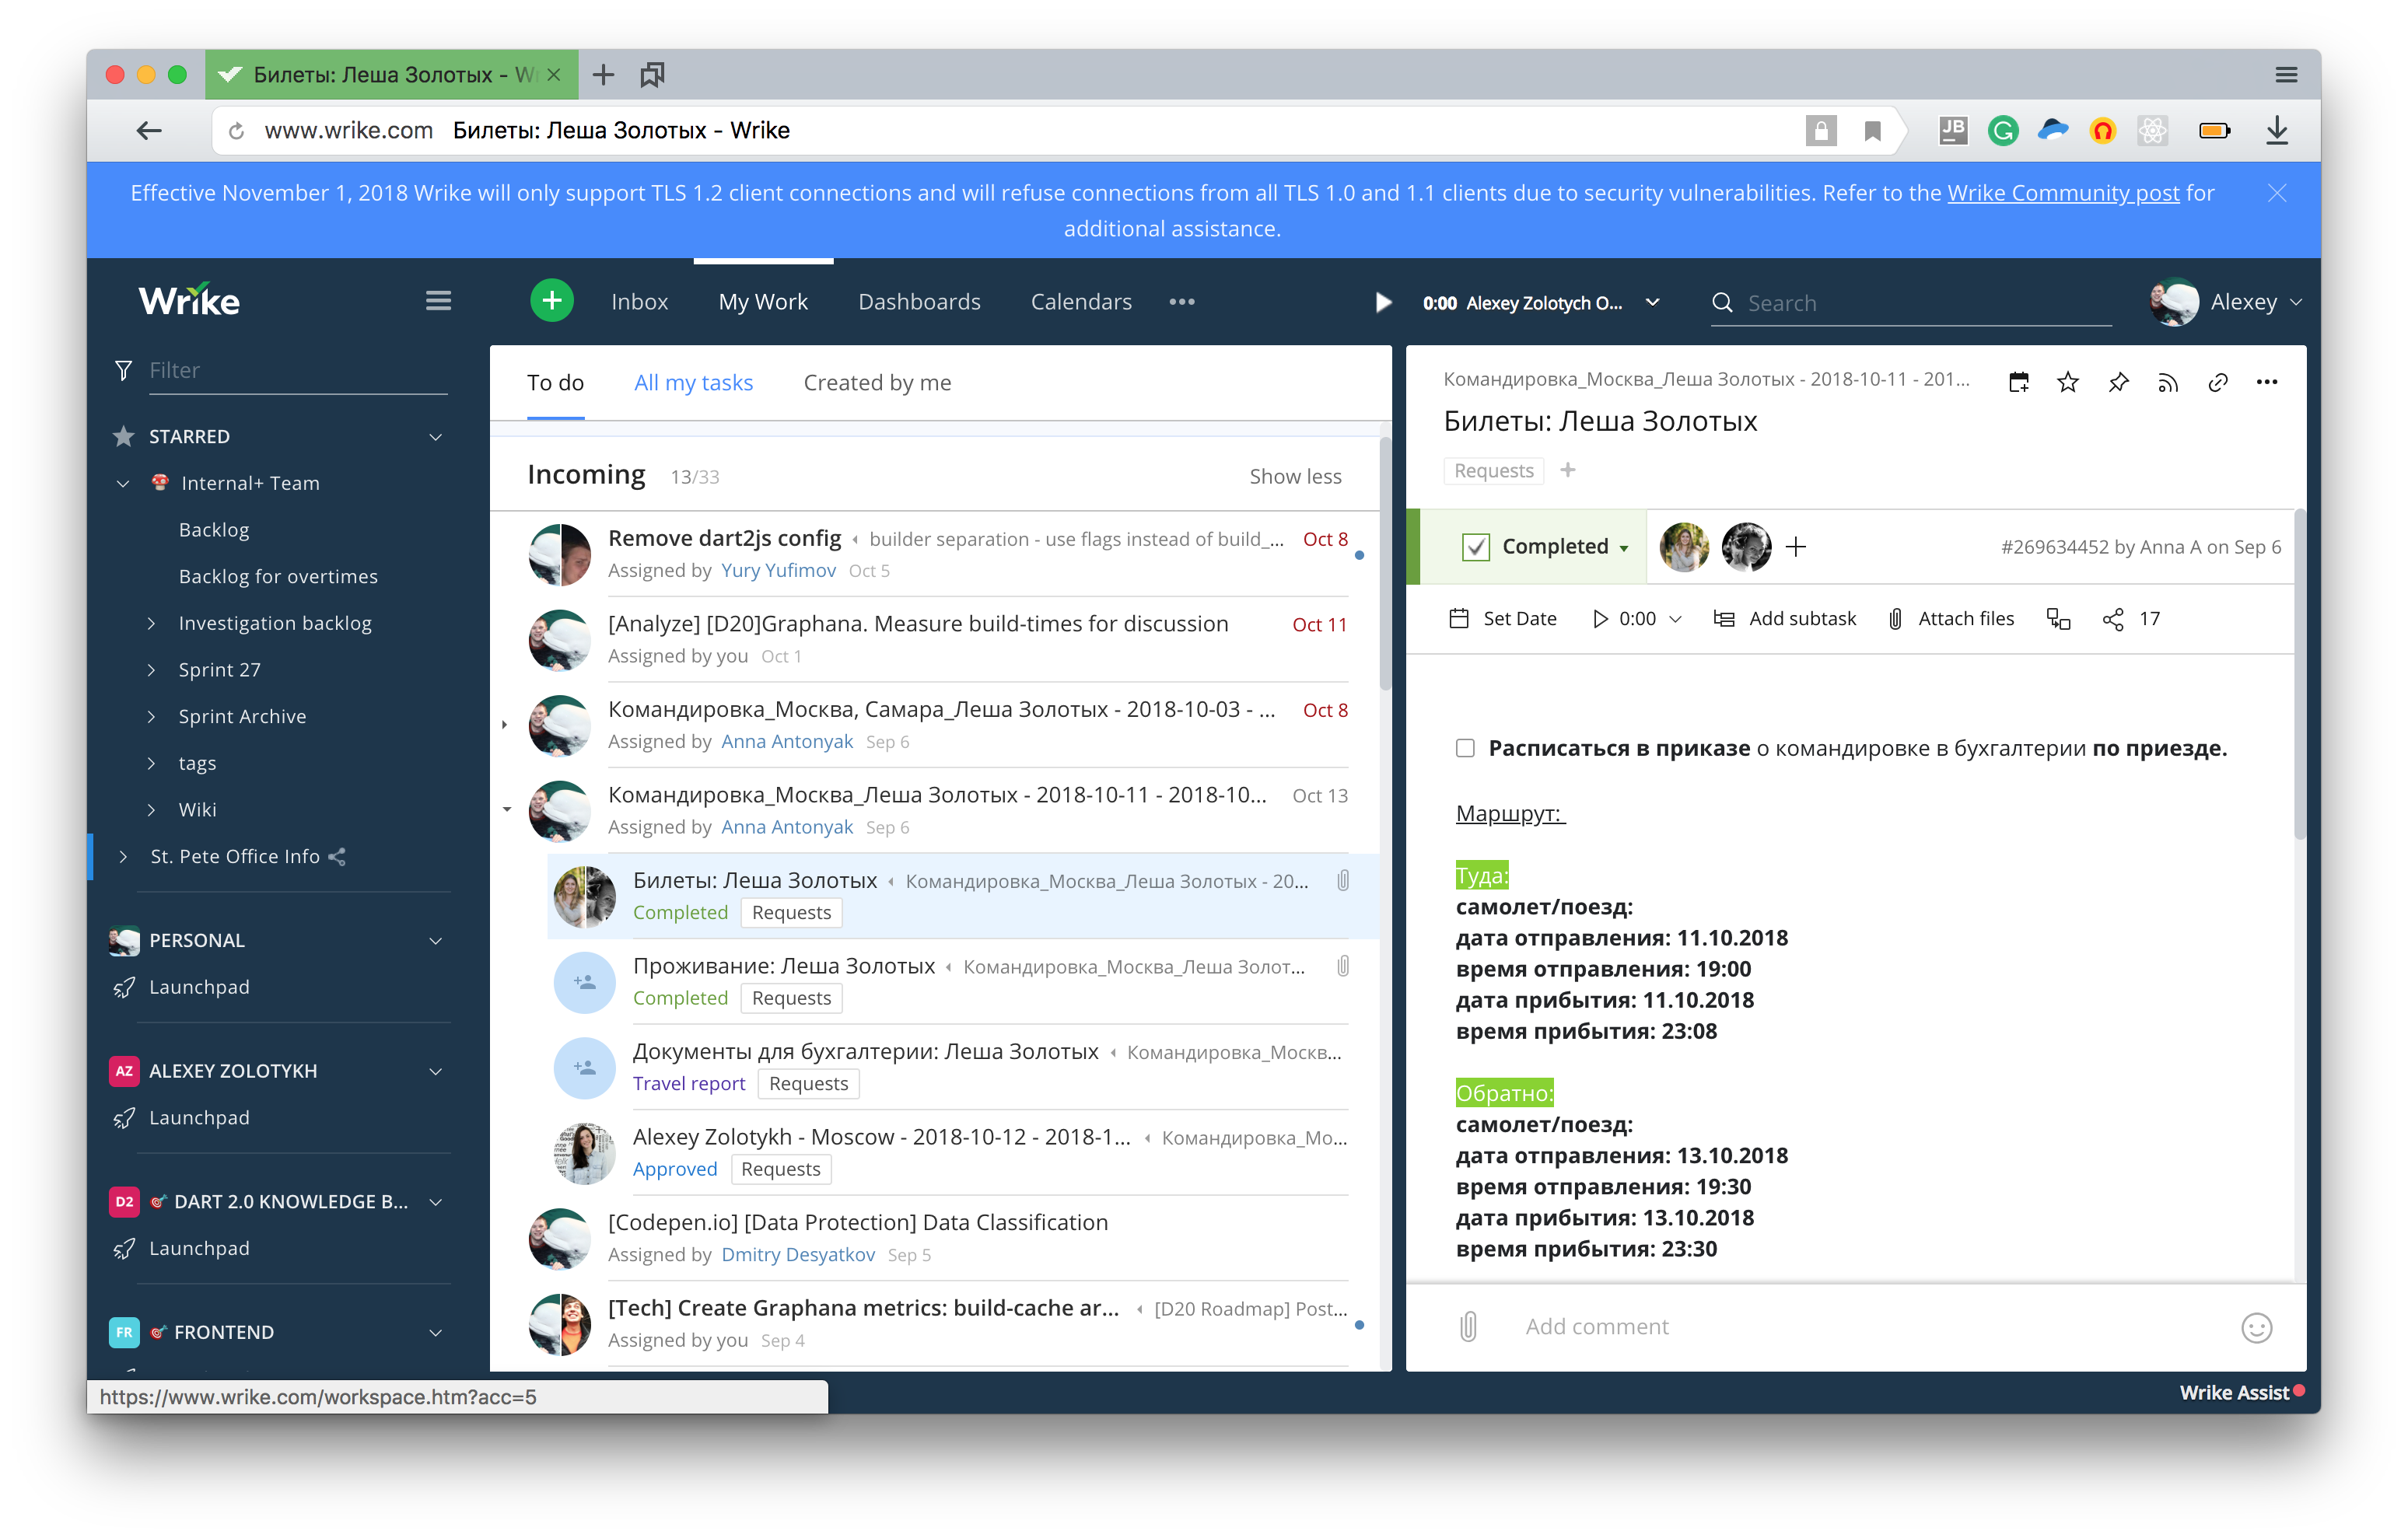 Билеты: Леша Золотых - W
www.wrike.com Билеты: Леша Золотых - Wrike
JB
Effective November 1, 2018 Wrike will only support TLS 1.2 client connections and will refuse connections from all TLS 1.0 and 1.1 clients due to security vulnerabilities. Refer to the Wrike Community post for
additional assistance.
Wrike
Inbox My Work Dashboards Calendars
0:00 Alexey Zolotych O...
Search
Alexey
Filter
STARRED
Internal+ Team
Backlog
Backlog for overtimes
Investigation backlog
Sprint 27
Sprint Archive
tags
Wiki
St. Pete Office Info
PERSONAL
Launchpad
AZ ALEXEY ZOLOTYKH
Launchpad
D2 DART 2.0 KNOWLEDGE B...
Launchpad
FR FRONTEND
https://www.wrike.com/workspace.htm?acc=5
To do All my tasks Created by me
Incoming 13/33 Show less
Remove dart2js config builder separation - use flags instead of build_... Oct 8
Assigned by Yury Yufimov Oct 5
[Analyze] [D20]Graphana. Measure build-times for discussion Oct 11
Assigned by you Oct 1
Командировка_Москва, Самара_Леша Золотых - 2018-10-03 - ... Oct 8
Assigned by Anna Antonyak Sep 6
Командировка_Москва_Леша Золотых - 2018-10-11 - 2018-10... Oct 13
Assigned by Anna Antonyak Sep 6
Билеты: Леша Золотых Командировка_Москва_Леша Золотых - 20...
Completed Requests
Проживание: Леша Золотых Командировка_Москва_Леша Золот...
Completed Requests
Документы для бухгалтерии: Леша Золотых Командировка_Москв...
Travel report Requests
Alexey Zolotykh - Moscow - 2018-10-12 - 2018-1... Командировка_Мо...
Approved Requests
[Codepen.io] [Data Protection] Data Classification
Assigned by Dmitry Desyatkov Sep 5
[Tech] Create Graphana metrics: build-cache ar... [D20 Roadmap] Post...
Assigned by you Sep 4
Командировка_Москва_Леша Золотых - 2018-10-11 - 201...
Билеты: Леша Золотых
Requests
Completed
#269634452 by Anna A on Sep 6
Set Date 0:00 Add subtask Attach files 17
Расписаться в приказе о командировке в бухгалтерии по приезде.
Маршрут:
Туда:
самолет/поезд:
дата отправления: 11.10.2018
время отправления: 19:00
дата прибытия: 11.10.2018
время прибытия: 23:08
Обратно:
самолет/поезд:
дата отправления: 13.10.2018
время отправления: 19:30
дата прибытия: 13.10.2018
время прибытия: 23:30
Add comment
Wrike Assist